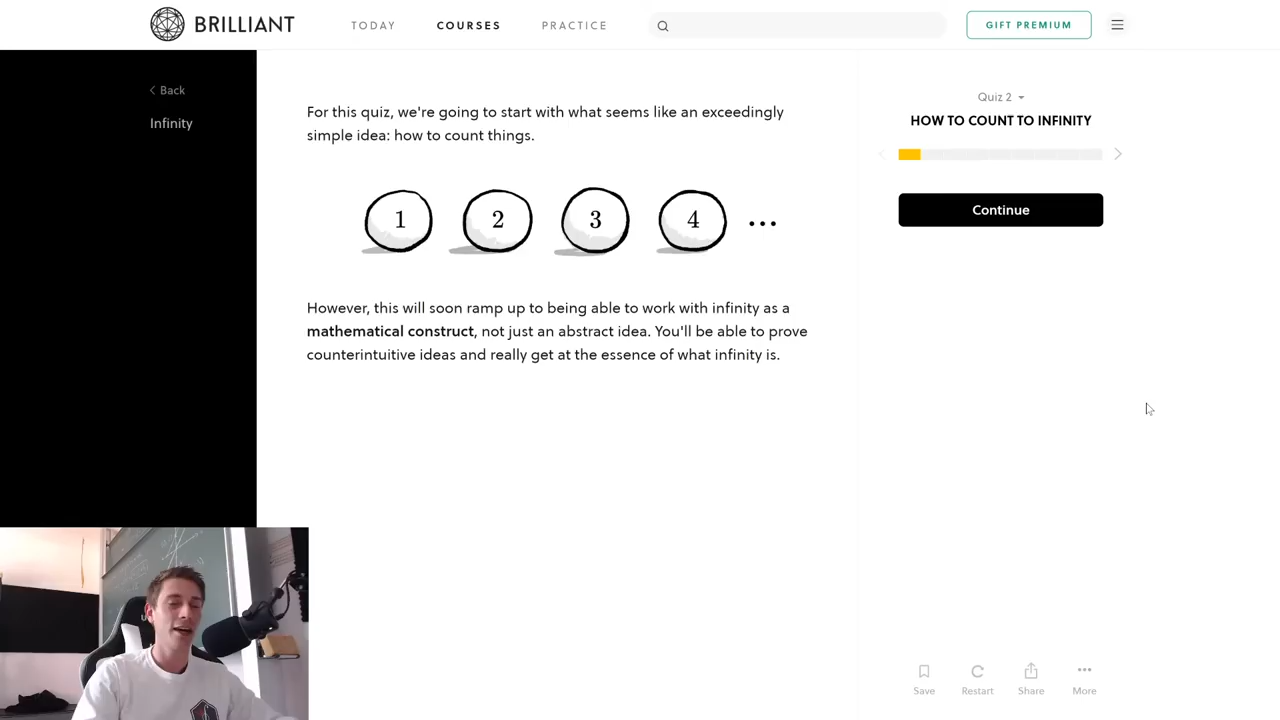 BRILLIANT
TODAY
COURSES
PRACTICE
GIFT PREMIUM
Back
Infinity
For this quiz, we're going to start with what seems like an exceedingly
simple idea: how to count things.
1 2 3 4 ...
However, this will soon ramp up to being able to work with infinity as a
mathematical construct, not just an abstract idea. You'll be able to prove
counterintuitive ideas and really get at the essence of what infinity is.
Quiz 2
HOW TO COUNT TO INFINITY
Continue
Save
Restart
Share
More